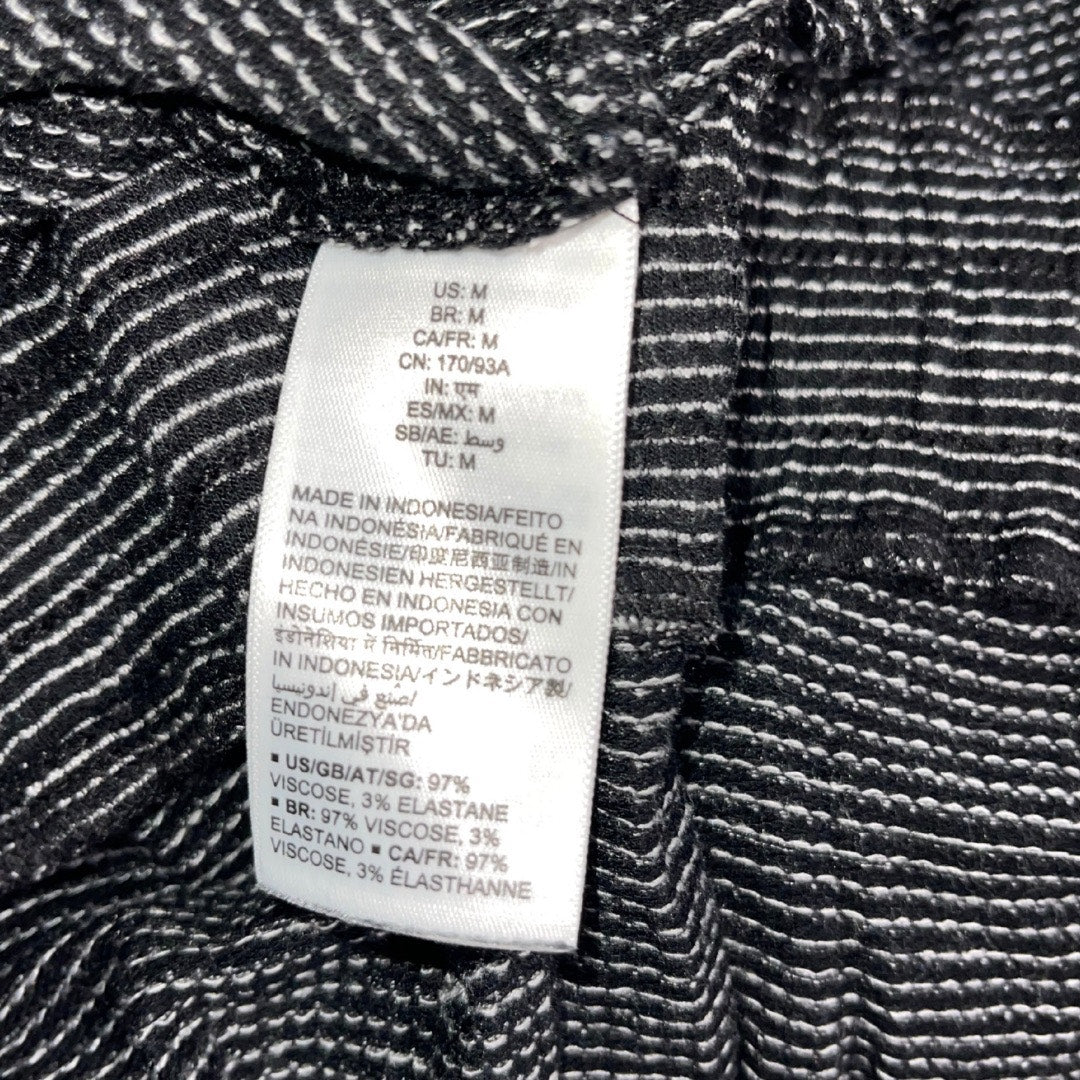 US: M
BR: M
CA/FR: M
CN: 170/93A
IN: एम
ES/MX: M
SB/AE: وسط
TU: M
MADE IN INDONESIA/FEITO
NA INDONÉSIA/FABRIQUÉ EN
INDONÉSIE/印度尼西亚制造/IN
INDONESIEN HERGESTELLT/
HECHO EN INDONESIA CON
INSUMOS IMPORTADOS/
इंडोनेशिया में निर्मित/FABBRICATO
IN INDONESIA/インドネシア製/
صُنع في إندونيسيا/
ENDONEZYA'DA
ÜRETİLMİŞTİR
▪ US/GB/AT/SG: 97%
VISCOSE, 3% ELASTANE
▪ BR: 97% VISCOSE, 3%
ELASTANO ▪ CA/FR: 97%
VISCOSE, 3% ÉLASTHANNE